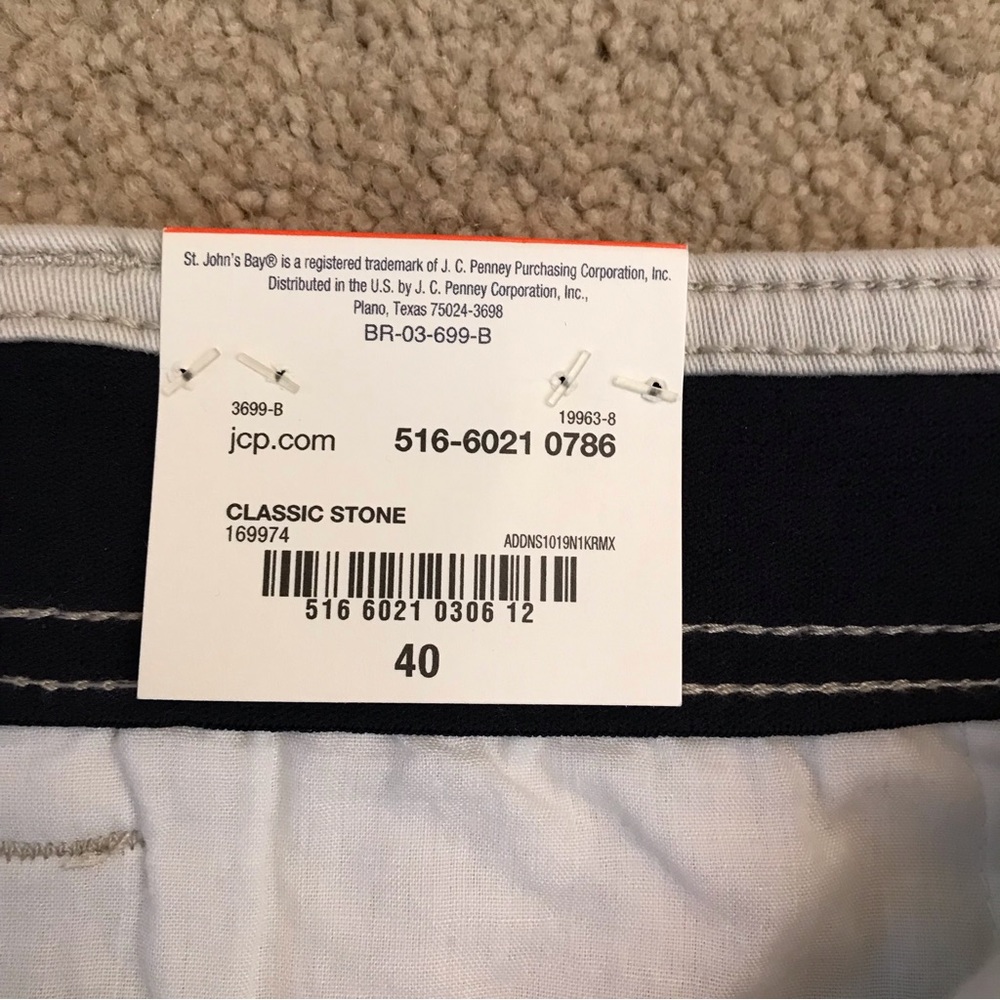 St. John's Bay® is a registered trademark of J. C. Penney Purchasing Corporation, Inc.
Distributed in the U.S. by J. C. Penney Corporation, Inc.,
Plano, Texas 75024-3698
BR-03-699-B
3699-B 19963-8
jcp.com 516-6021 0786
CLASSIC STONE
169974 ADDNS1019N1KRMX
516 6021 0306 12
40